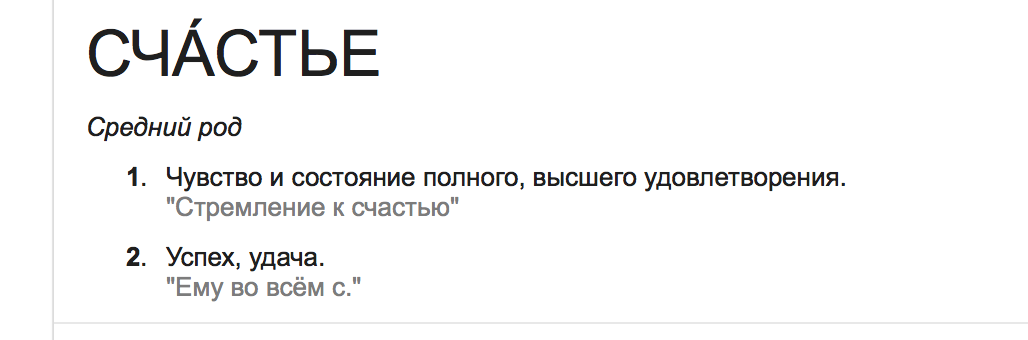 СЧА́СТЬЕ
Средний род
1. Чувство и состояние полного, высшего удовлетворения.
"Стремление к счастью"
2. Успех, удача.
"Ему во всём с."